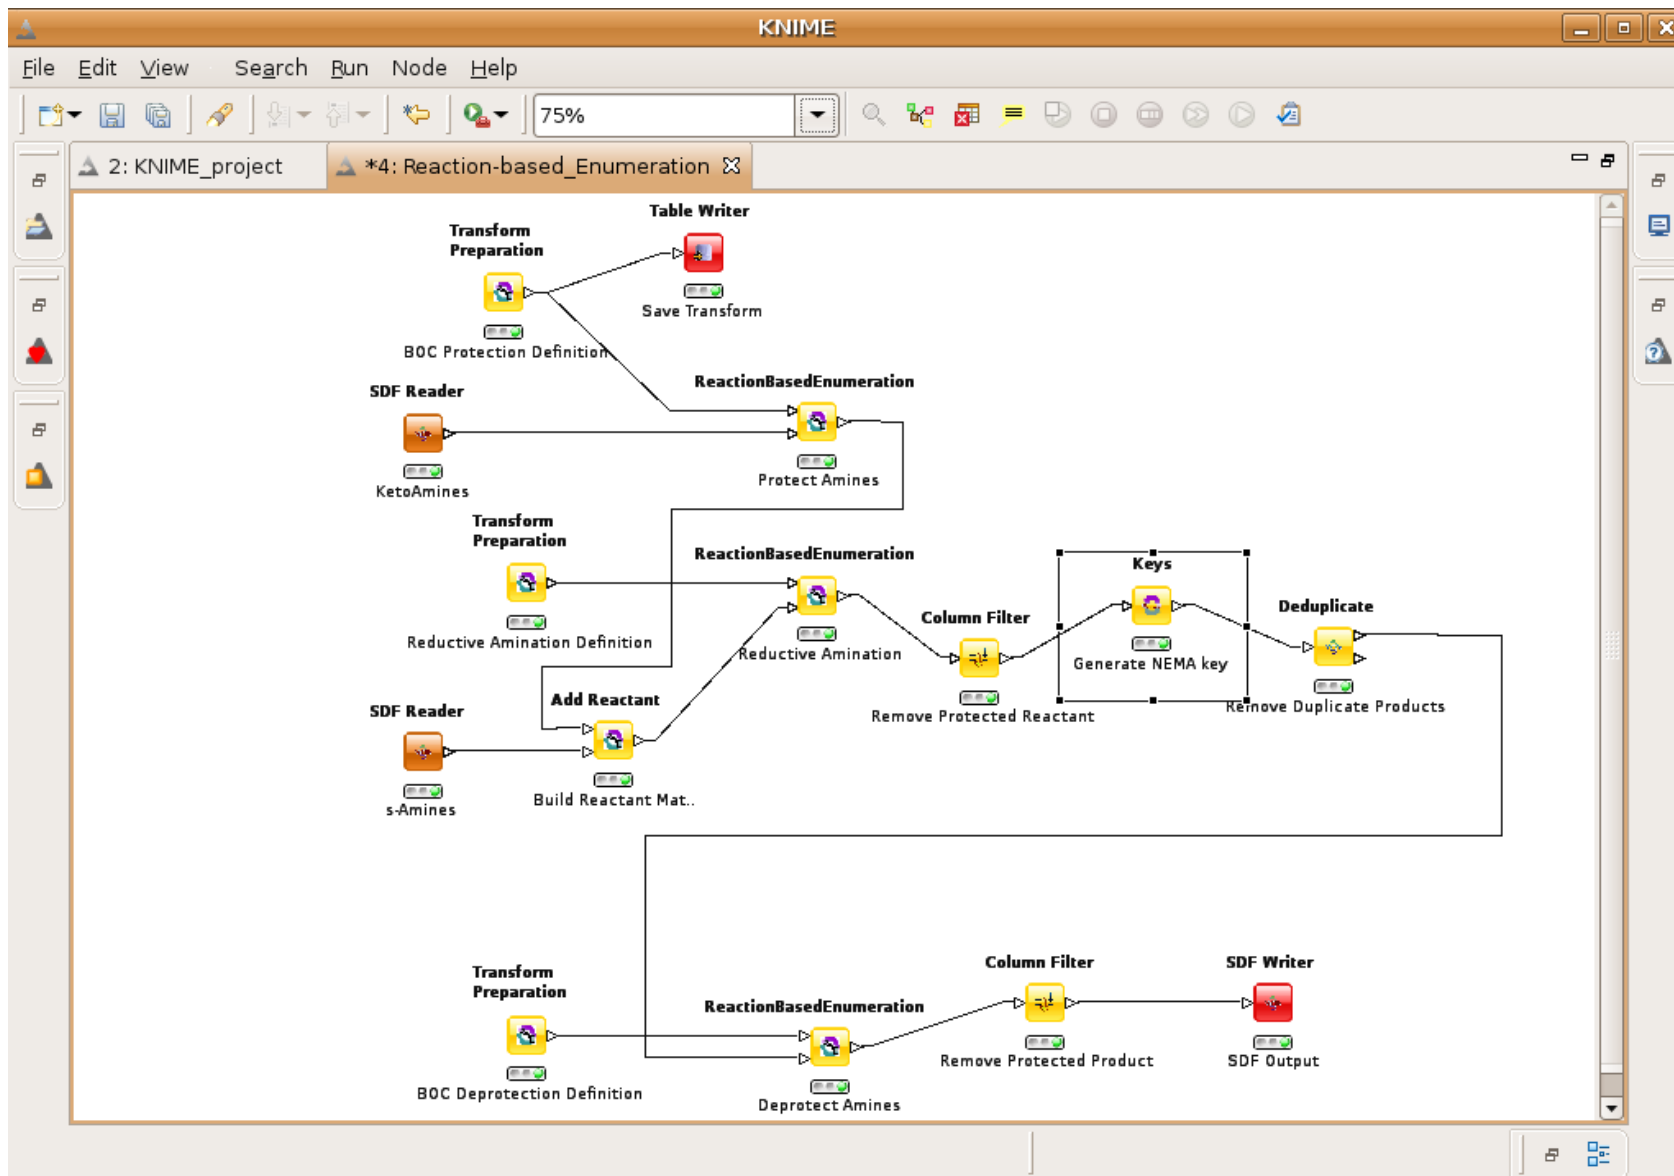 KNIME
File Edit View Search Run Node Help
75%
2: KNIME_project
*4: Reaction-based_Enumeration
Table Writer
Save Transform
Transform
Preparation
BOC Protection Definition
SDF Reader
KetoAmines
ReactionBasedEnumeration
Protect Amines
Transform
Preparation
Reductive Amination Definition
ReactionBasedEnumeration
Reductive Amination
Column Filter
Remove Protected Reactant
Keys
Generate NEMA key
Deduplicate
Remove Duplicate Products
SDF Reader
s-Amines
Add Reactant
Build Reactant Mat..
Transform
Preparation
BOC Deprotection Definition
ReactionBasedEnumeration
Deprotect Amines
Column Filter
Remove Protected Product
SDF Writer
SDF Output